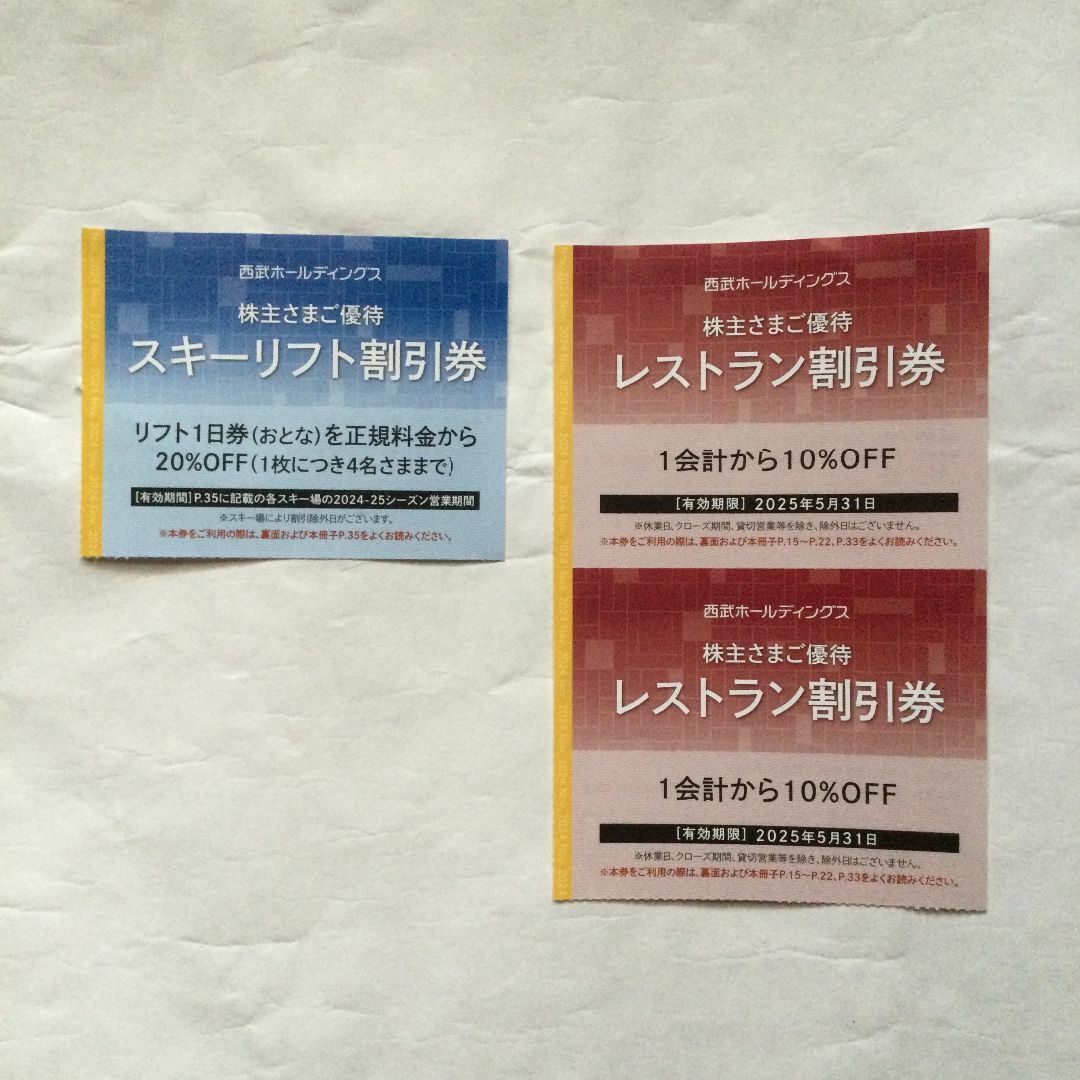 西武ホールディングス
株主さまご優待
スキーリフト割引券
リフト1日券(おとな)を正規料金から
20%OFF(1枚につき4名さままで)
[有効期間]P.35に記載の各スキー場の2024-25シーズン営業期間
※スキー場により割引除外日がございます。
※本券をご利用の際は、裏面および本冊子P.35をよくお読みください。
西武ホールディングス
株主さまご優待
レストラン割引券
1会計から10%OFF
[有効期限] 2025年5月31日
※休業日、クローズ期間、貸切営業等を除き、除外日はございません。
※本券をご利用の際は、裏面および本冊子P.15〜P.22、P.33をよくお読みください。
西武ホールディングス
株主さまご優待
レストラン割引券
1会計から10%OFF
[有効期限] 2025年5月31日
※休業日、クローズ期間、貸切営業等を除き、除外日はございません。
※本券をご利用の際は、裏面および本冊子P.15〜P.22、P.33をよくお読みください。